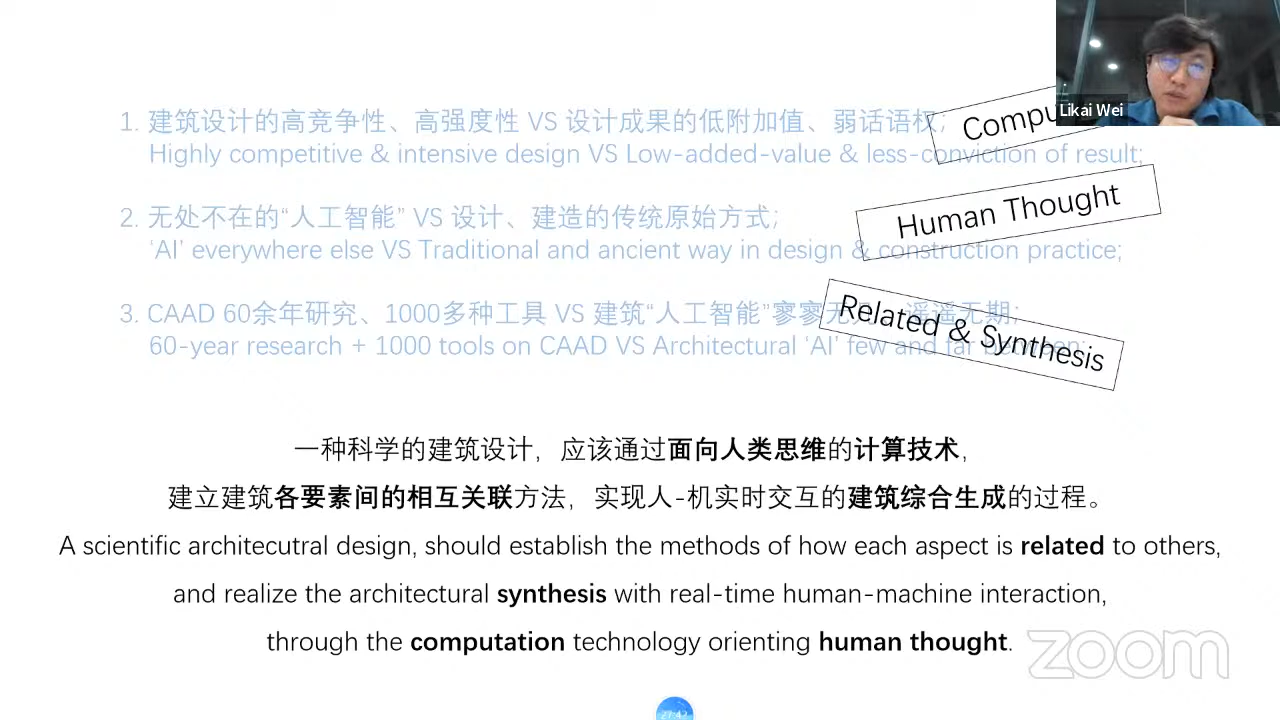 1. 建筑设计的高竞争性、高强度性 VS 设计成果的低附加值、弱话语权;
Highly competitive & intensive design VS Low-added-value & less-conviction of result;
2. 无处不在的“人工智能” VS 设计、建造的传统原始方式;
‘AI’ everywhere else VS Traditional and ancient way in design & construction practice;
3. CAAD 60余年研究、1000多种工具 VS 建筑“人工智能”寥寥无几、遥遥无期;
60-year research + 1000 tools on CAAD VS Architectural ‘AI’ few and far between;
Compu
Likai Wei
Human Thought
Related & Synthesis
一种科学的建筑设计，应该通过面向人类思维的计算技术，
建立建筑各要素间的相互关联方法，实现人-机实时交互的建筑综合生成的过程。
A scientific architecutral design, should establish the methods of how each aspect is related to others,
and realize the architectural synthesis with real-time human-machine interaction,
through the computation technology orienting human thought.
zoom
27:49